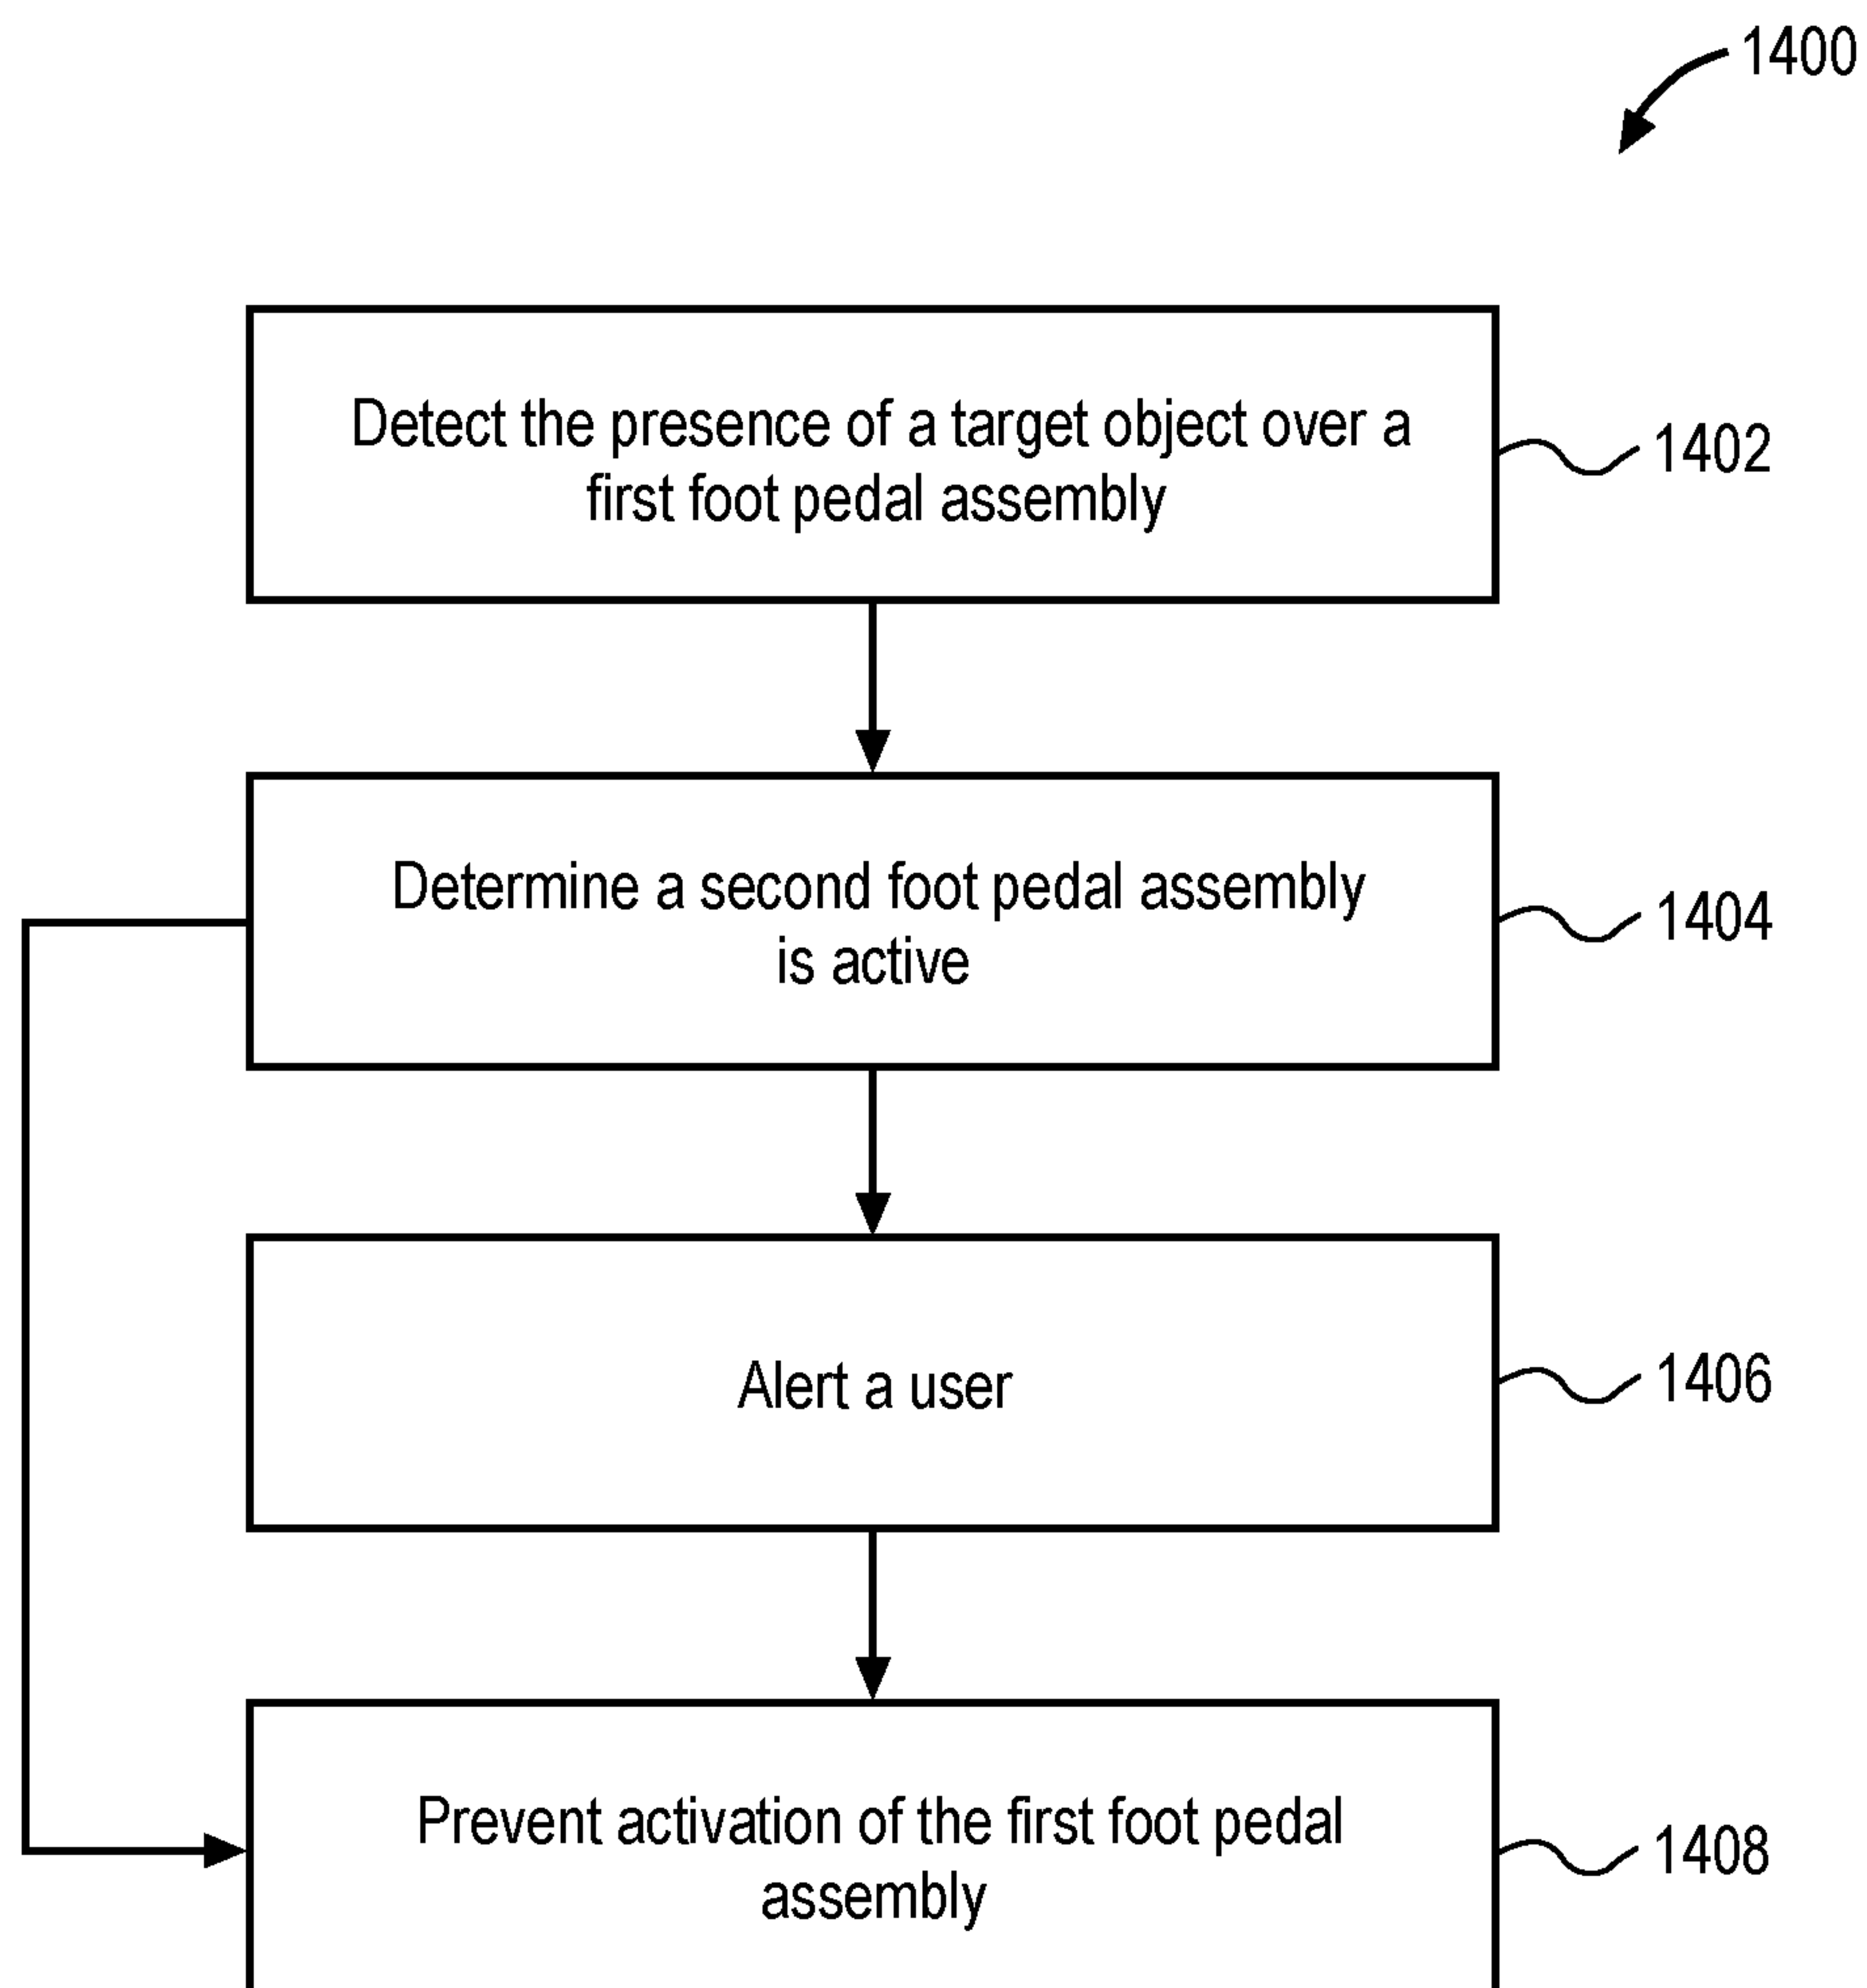 1400
Detect the presence of a target object over a
first foot pedal assembly
1402
Determine a second foot pedal assembly
is active
1404
Alert a user
1406
Prevent activation of the first foot pedal
assembly
1408